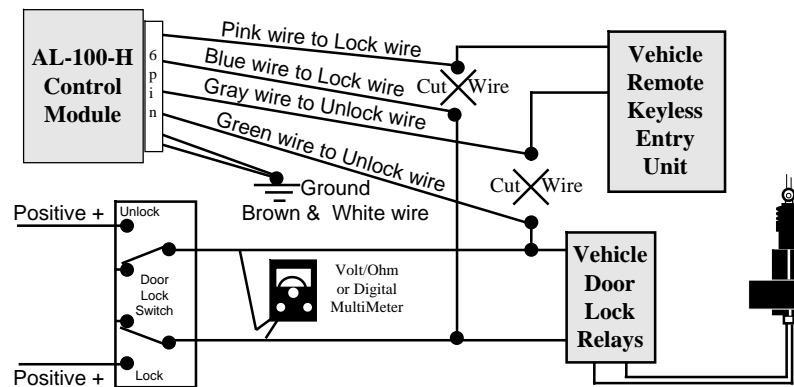 AL-100-H
Control
Module
6
p
i
n
Pink wire to Lock wire
Blue wire to Lock wire
Gray wire to Unlock wire
Green wire to Unlock wire
Cut Wire
Vehicle
Remote
Keyless
Entry
Unit
Cut Wire
Ground
Brown & White wire
Positive +
Unlock
Door
Lock
Switch
Lock
Positive +
Volt/Ohm
or Digital
MultiMeter
Vehicle
Door
Lock
Relays